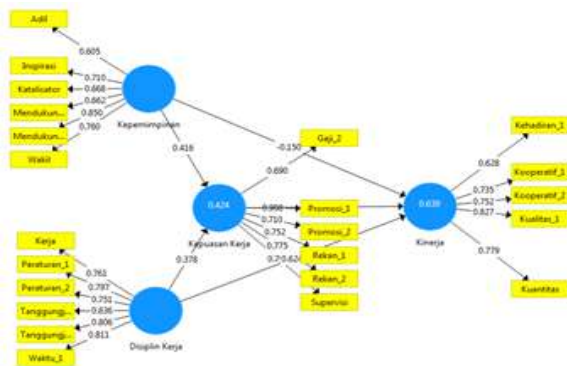 Adil
0.605
Inspirasi
0.710
Katalisator
0.668
Mendukun...
0.662
Mendukun...
0.850
Wakil
0.760
Kepemimpinan
0.416
-0.150
Gaji_2
0.690
Kehadiran_1
0.628
Kooperatif_1
0.735
Kooperatif_2
0.752
Kualitas_1
0.827
0.779
Kuantitas
0.424
Kepuasan Kerja
Promosi_1
0.710
Promosi_2
0.752
Rekan_1
0.775
Rekan_2
Supervisi
0.639
Kinerja
0.378
Kerja
0.761
Peraturan_1
0.797
Peraturan_2
0.751
Tanggungj...
0.836
Tanggungj...
0.806
Waktu_1
0.811
Disiplin Kerja